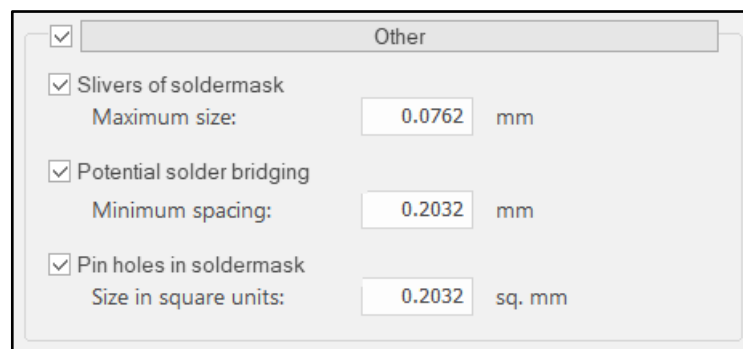 Other
Slivers of soldermask
Maximum size: 0.0762 mm
Potential solder bridging
Minimum spacing: 0.2032 mm
Pin holes in soldermask
Size in square units: 0.2032 sq. mm